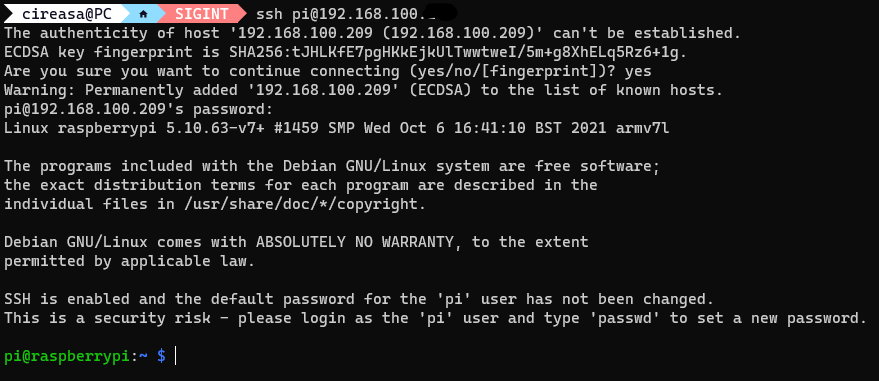 cireasa@PC SIGINT ssh pi@192.168.100.
The authenticity of host '192.168.100.209 (192.168.100.209)' can't be established.
ECDSA key fingerprint is SHA256:tJHLKfE7pgHKkEjkUlTwwtweI/5m+g8XhELq5Rz6+1g.
Are you sure you want to continue connecting (yes/no/[fingerprint])? yes
Warning: Permanently added '192.168.100.209' (ECDSA) to the list of known hosts.
pi@192.168.100.209's password:
Linux raspberrypi 5.10.63-v7+ #1459 SMP Wed Oct 6 16:41:10 BST 2021 armv7l
The programs included with the Debian GNU/Linux system are free software;
the exact distribution terms for each program are described in the
individual files in /usr/share/doc/*/copyright.
Debian GNU/Linux comes with ABSOLUTELY NO WARRANTY, to the extent
permitted by applicable law.
SSH is enabled and the default password for the 'pi' user has not been changed.
This is a security risk - please login as the 'pi' user and type 'passwd' to set a new password.
pi@raspberrypi:~ $